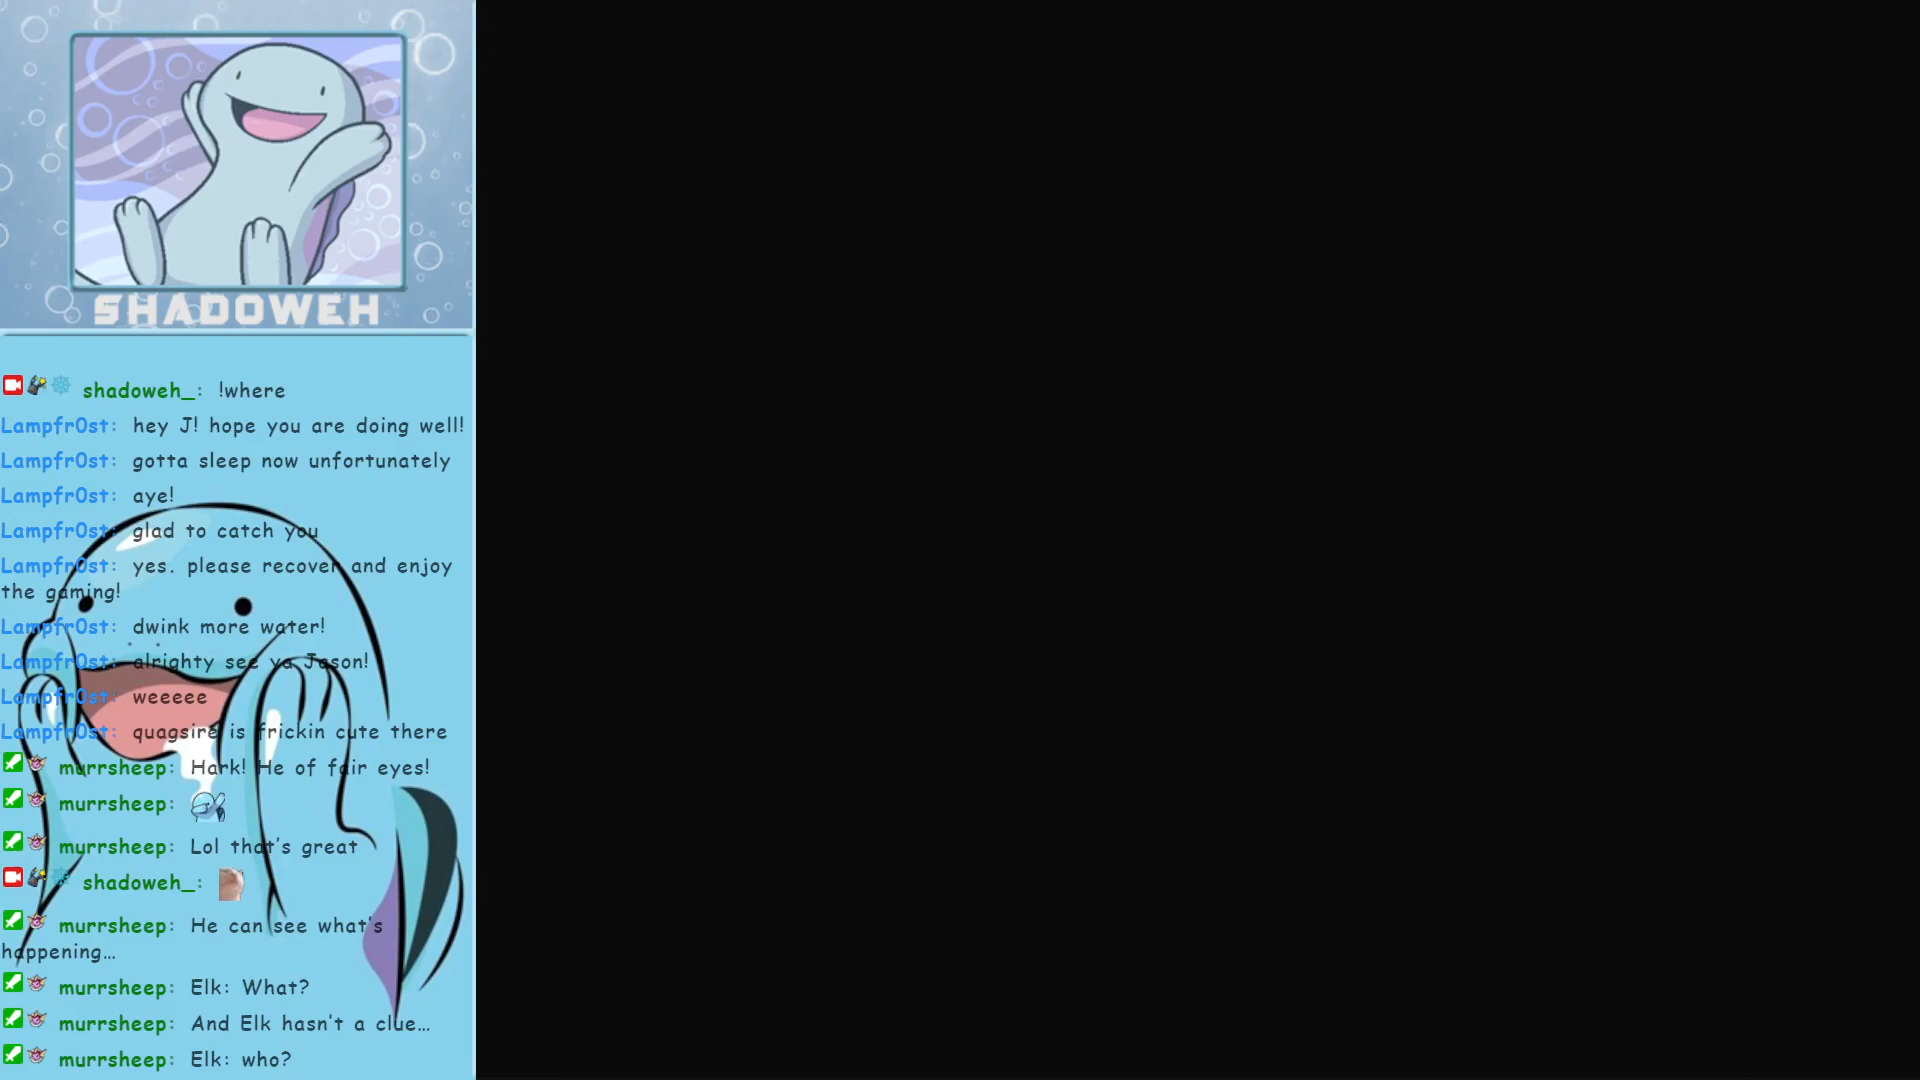 SHADOWEH
shadoweh_: !where
Lampfr0st: hey J! hope you are doing well!
Lampfr0st: gotta sleep now unfortunately
Lampfr0st: aye!
Lampfr0st: glad to catch you
Lampfr0st: yes. please recover and enjoy
the gaming!
Lampfr0st: dwink more water!
Lampfr0st: alrighty see ya Jason!
Lampfr0st: weeeee
Lampfr0st: quagsire is frickin cute there
murrsheep: Hark! He of fair eyes!
murrsheep:
murrsheep: Lol that's great
shadoweh_:
murrsheep: He can see what's
happening…
murrsheep: Elk: What?
murrsheep: And Elk hasn't a clue…
murrsheep: Elk: who?